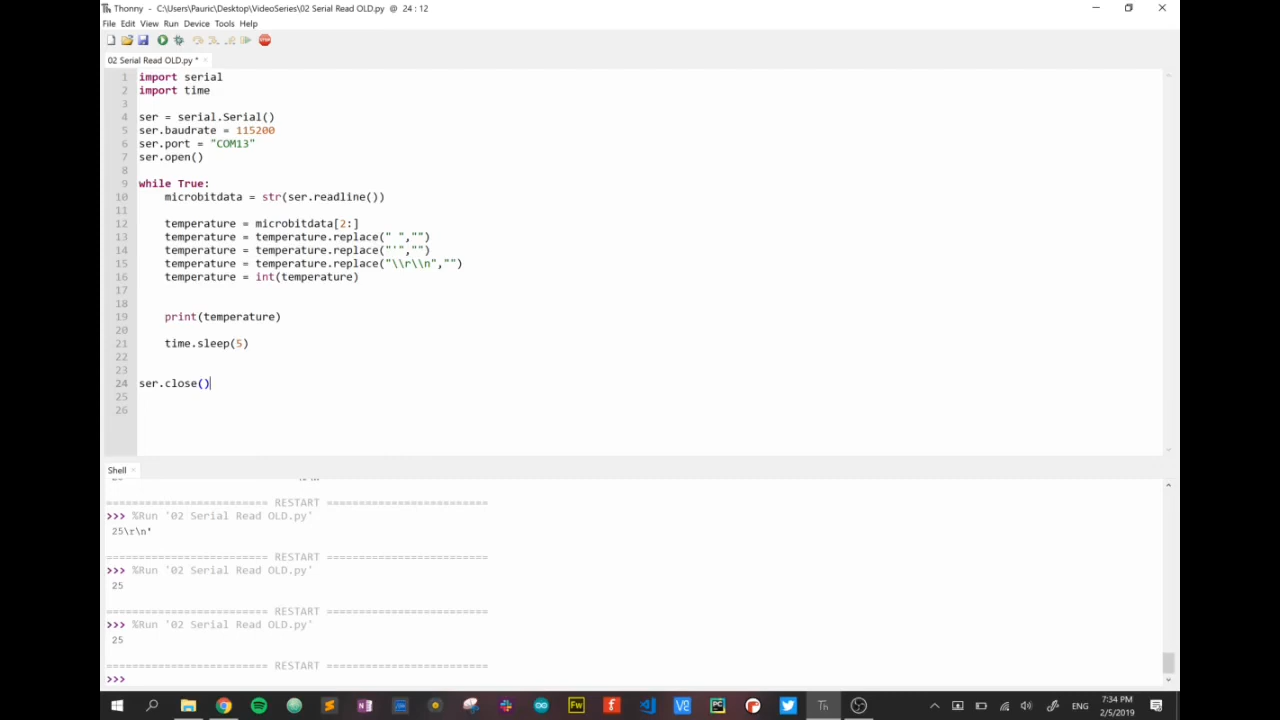 Thonny - C:\Users\Pauric\Desktop\VideoSeries\02 Serial Read OLD.py @ 24 : 12
File Edit View Run Device Tools Help
02 Serial Read OLD.py *
1 import serial
2 import time
3
4 ser = serial.Serial()
5 ser.baudrate = 115200
6 ser.port = "COM13"
7 ser.open()
8
9 while True:
10 microbitdata = str(ser.readline())
11
12 temperature = microbitdata[2:]
13 temperature = temperature.replace(" ","")
14 temperature = temperature.replace("'","")
15 temperature = temperature.replace("\\r\\n","")
16 temperature = int(temperature)
17
18
19 print(temperature)
20
21 time.sleep(5)
22
23
24 ser.close()
25
26
Shell
======================== RESTART ========================
>>> %Run '02 Serial Read OLD.py'
25\r\n'
======================== RESTART ========================
>>> %Run '02 Serial Read OLD.py'
25
======================== RESTART ========================
>>> %Run '02 Serial Read OLD.py'
25
======================== RESTART ========================
>>>
STOP
Fw
PC
Th
ENG
7:34 PM
2/5/2019